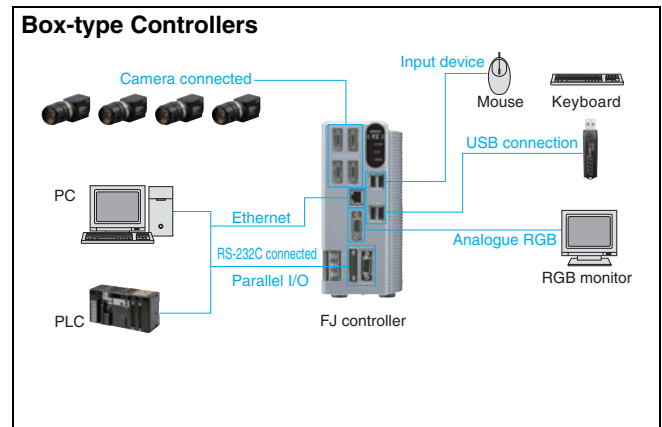 Box-type Controllers
Camera connected
Input device
Mouse
Keyboard
USB connection
PC
Ethernet
RS-232C connected
Parallel I/O
Analogue RGB
RGB monitor
PLC
FJ controller